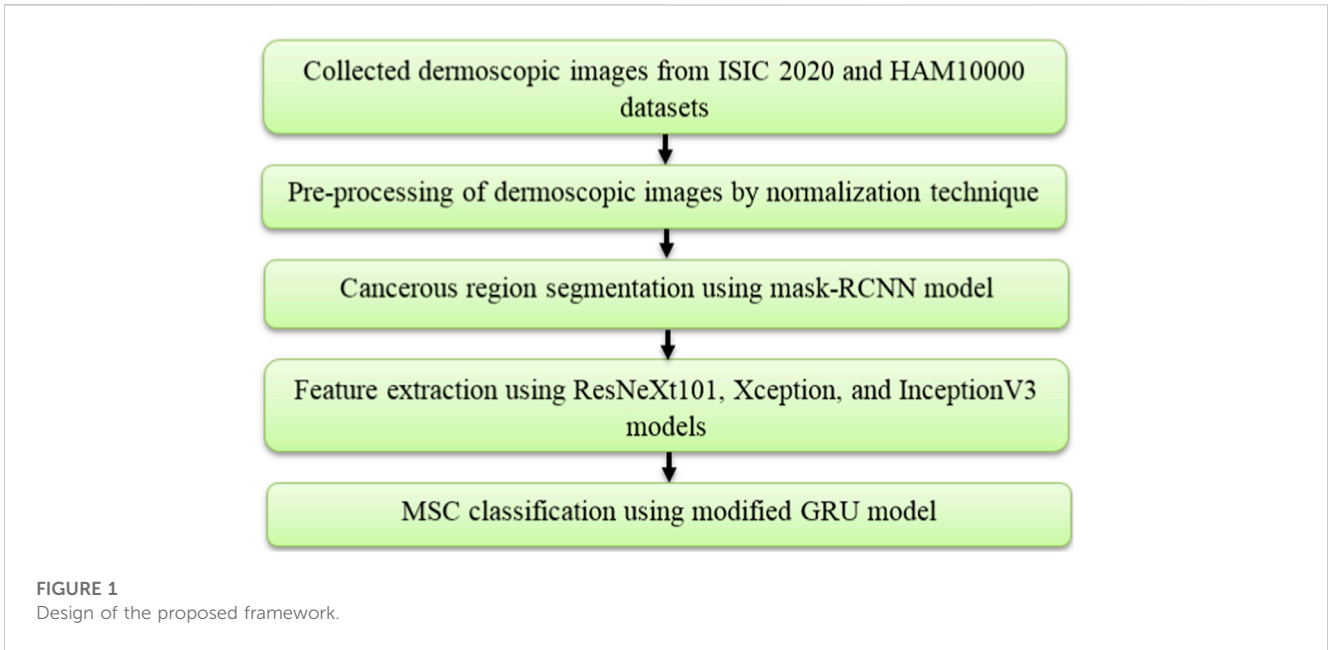 Collected dermoscopic images from ISIC 2020 and HAM10000
datasets
Pre-processing of dermoscopic images by normalization technique
Cancerous region segmentation using mask-RCNN model
Feature extraction using ResNeXt101, Xception, and InceptionV3
models
MSC classification using modified GRU model
FIGURE 1
Design of the proposed framework.